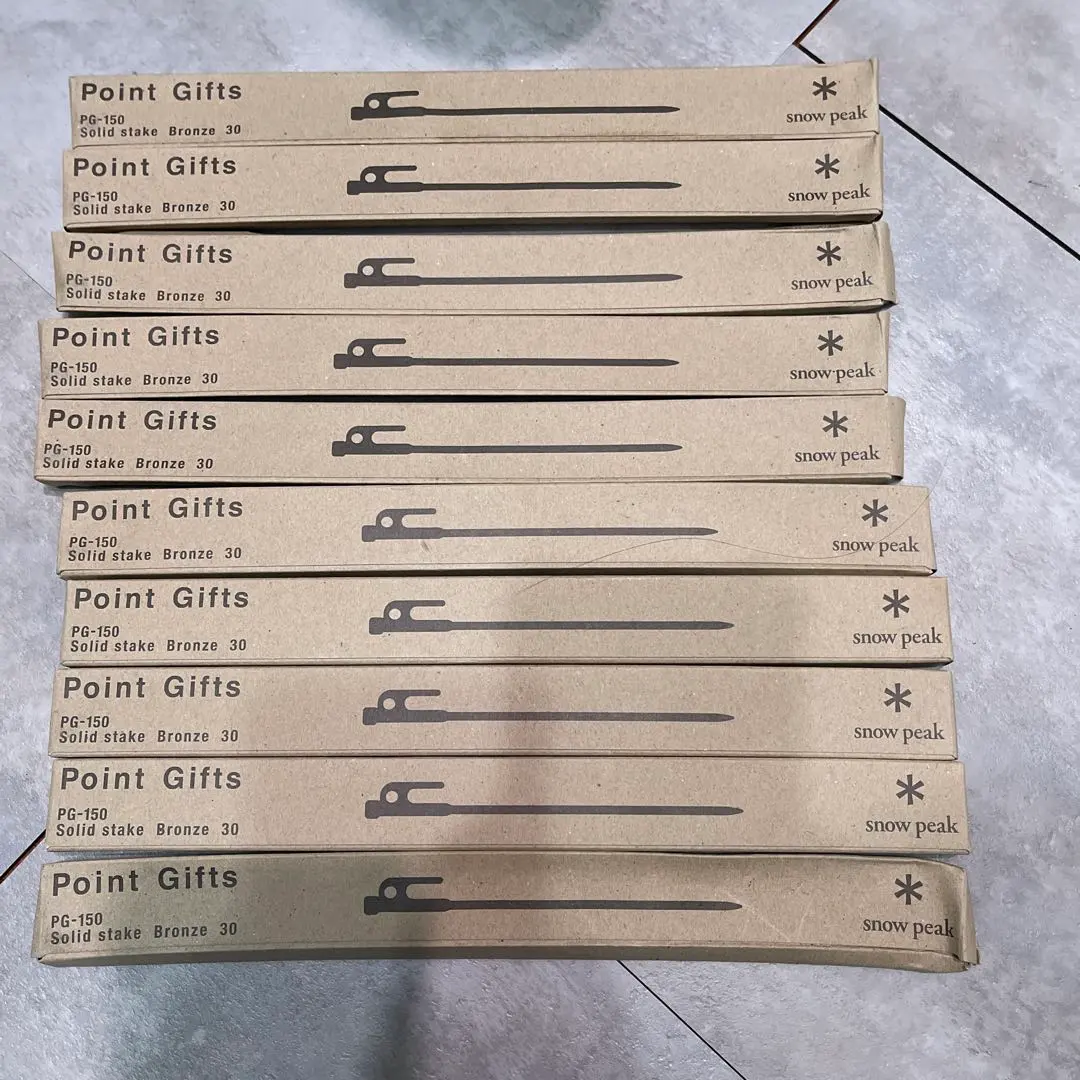 Point Gifts
PG-150
Solid stake Bronze 30
snow peak
Point Gifts
PG-150
Solid stake Bronze 30
snow peak
Point Gifts
PG-150
Solid stake Bronze 30
snow peak
Point Gifts
PG-150
Solid stake Bronze 30
snow peak
Point Gifts
PG-150
Solid stake Bronze 30
snow peak
Point Gifts
PG-150
Solid stake Bronze 30
snow peak
Point Gifts
PG-150
Solid stake Bronze 30
snow peak
Point Gifts
PG-150
Solid stake Bronze 30
snow peak
Point Gifts
PG-150
Solid stake Bronze 30
snow peak
Point Gifts
PG-150
Solid stake Bronze 30
snow peak